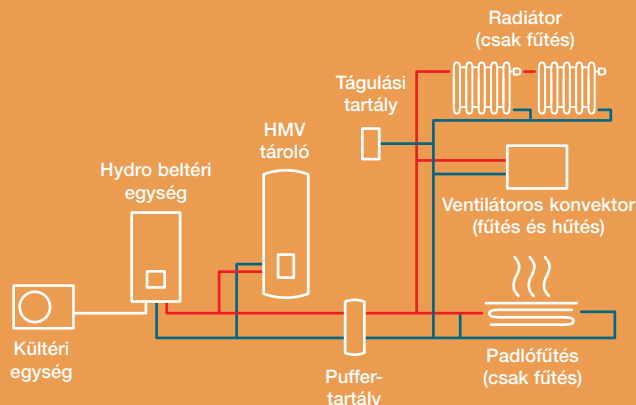 Radiátor
(csak fűtés)
Tágulási
tartály
HMV
tároló
Hydro beltéri
egység
Ventilátoros konvektor
(fűtés és hűtés)
Kültéri
egység
Puffer-
tartály
Padlófűtés
(csak fűtés)